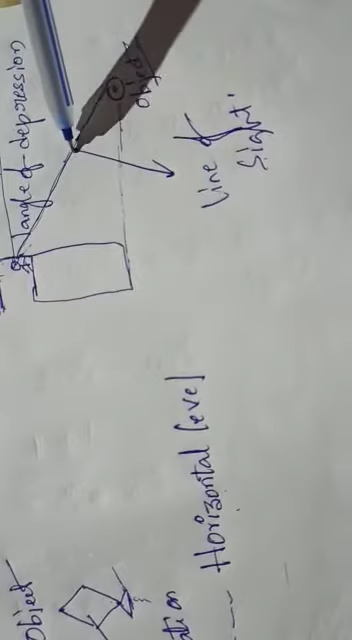 angle of depression
object
Line of
Sight
Horizontal level
Object